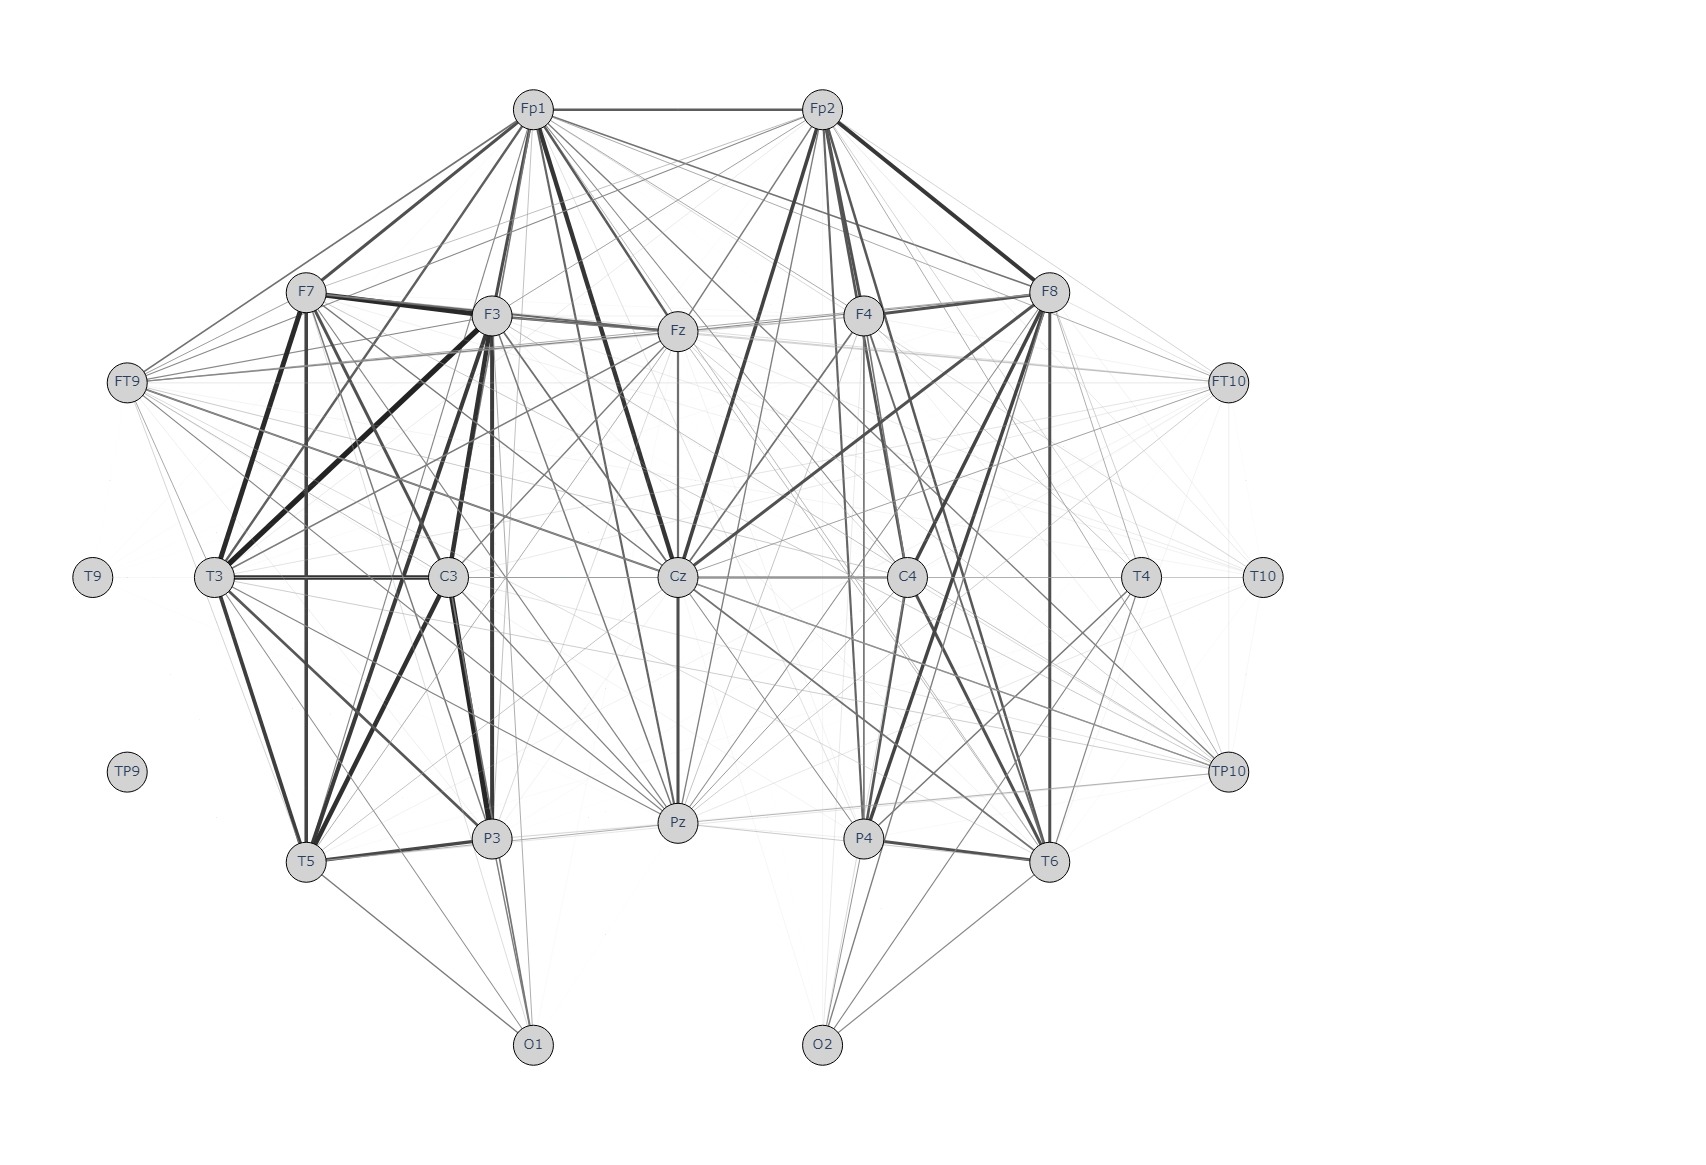 Fp1 Fp2
F7 F3 Fz F4 F8
FT9 FT10
T9 T3 C3 Cz C4 T4 T10
TP9 TP10
T5 P3 Pz P4 T6
O1 O2